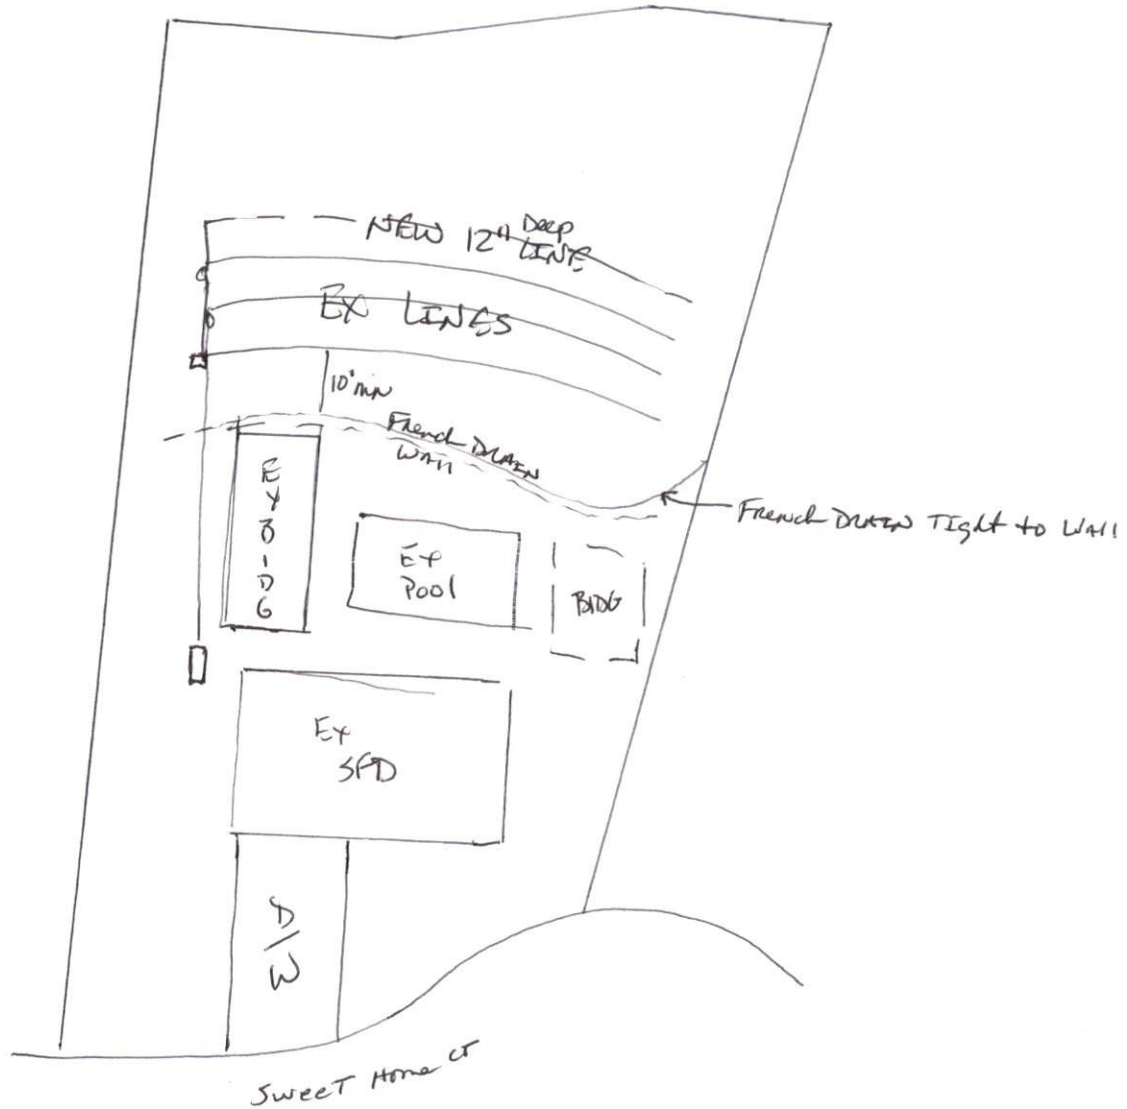 NEW 12" Deep
LINE
EX LINES
10' min
French DRAIN
WALL
French DRAIN Tight to WALL
EX BLDG
EX
POOL
BLDG
EX
SFD
D/W
SWEET Home CT